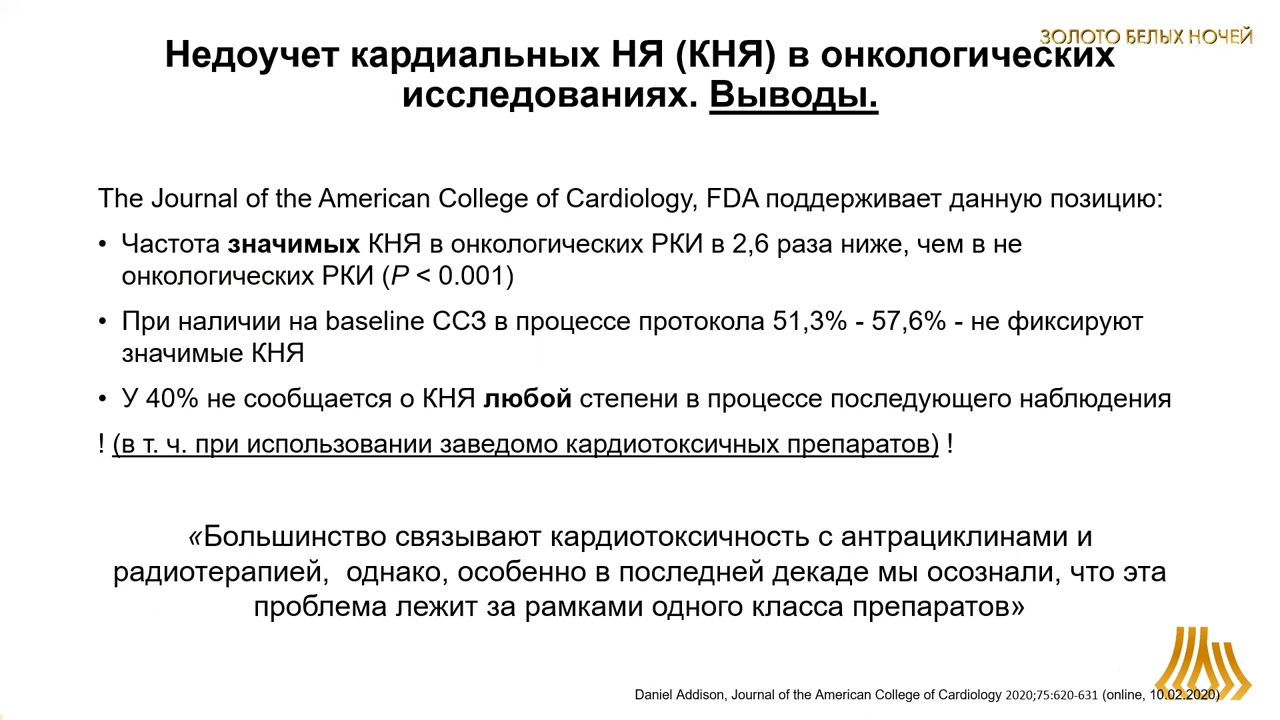 ЗОЛОТО БЕЛЫХ НОЧЕЙ
Недоучет кардиальных НЯ (КНЯ) в онкологических
исследованиях. Выводы.
The Journal of the American College of Cardiology, FDA поддерживает данную позицию:
• Частота значимых КНЯ в онкологических РКИ в 2,6 раза ниже, чем в не
онкологических РКИ (P < 0.001)
• При наличии на baseline ССЗ в процессе протокола 51,3% - 57,6% - не фиксируют
значимые КНЯ
• У 40% не сообщается о КНЯ любой степени в процессе последующего наблюдения
! (в т. ч. при использовании заведомо кардиотоксичных препаратов) !
«Большинство связывают кардиотоксичность с антрациклинами и
радиотерапией, однако, особенно в последней декаде мы осознали, что эта
проблема лежит за рамками одного класса препаратов»
Daniel Addison, Journal of the American College of Cardiology 2020;75:620-631 (online, 10.02.2020)